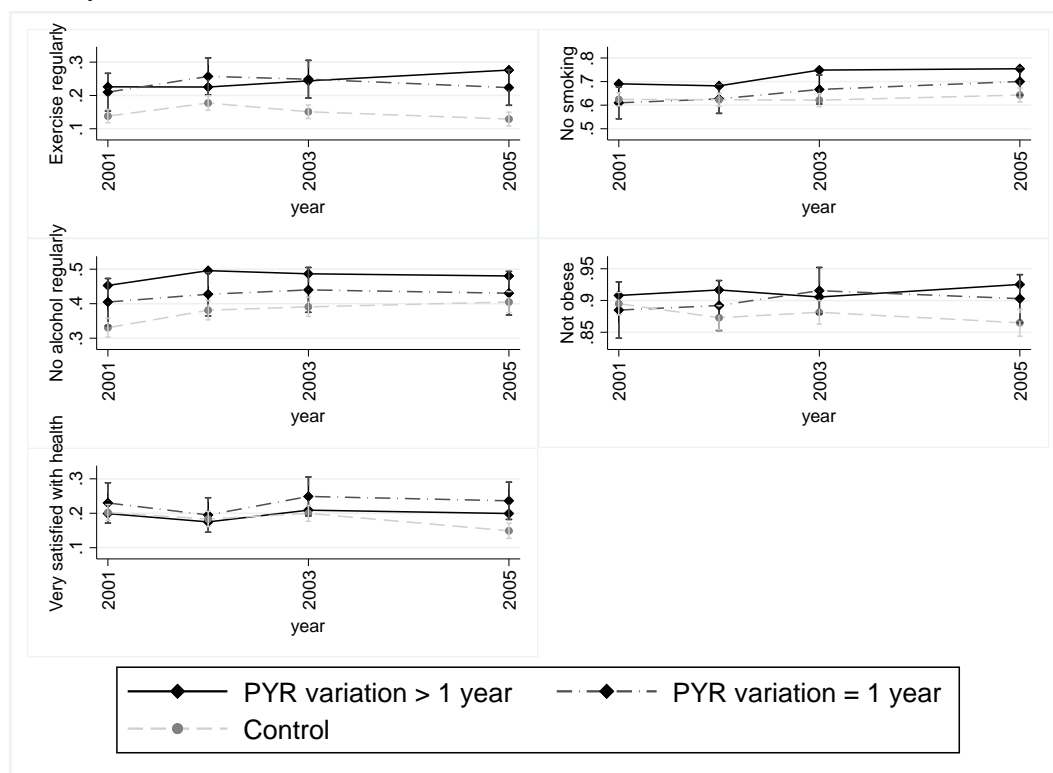 Exercise regularly
.3
.2
.1
2001
2003
2005
year
No smoking
.8
.7
.6
.5
2001
2003
2005
year
No alcohol regularly
.5
.4
.3
2001
2003
2005
year
Not obese
.95
.9
.85
2001
2003
2005
year
Very satisfied with health
.3
.2
.1
2001
2003
2005
year
PYR variation > 1 year
PYR variation = 1 year
Control